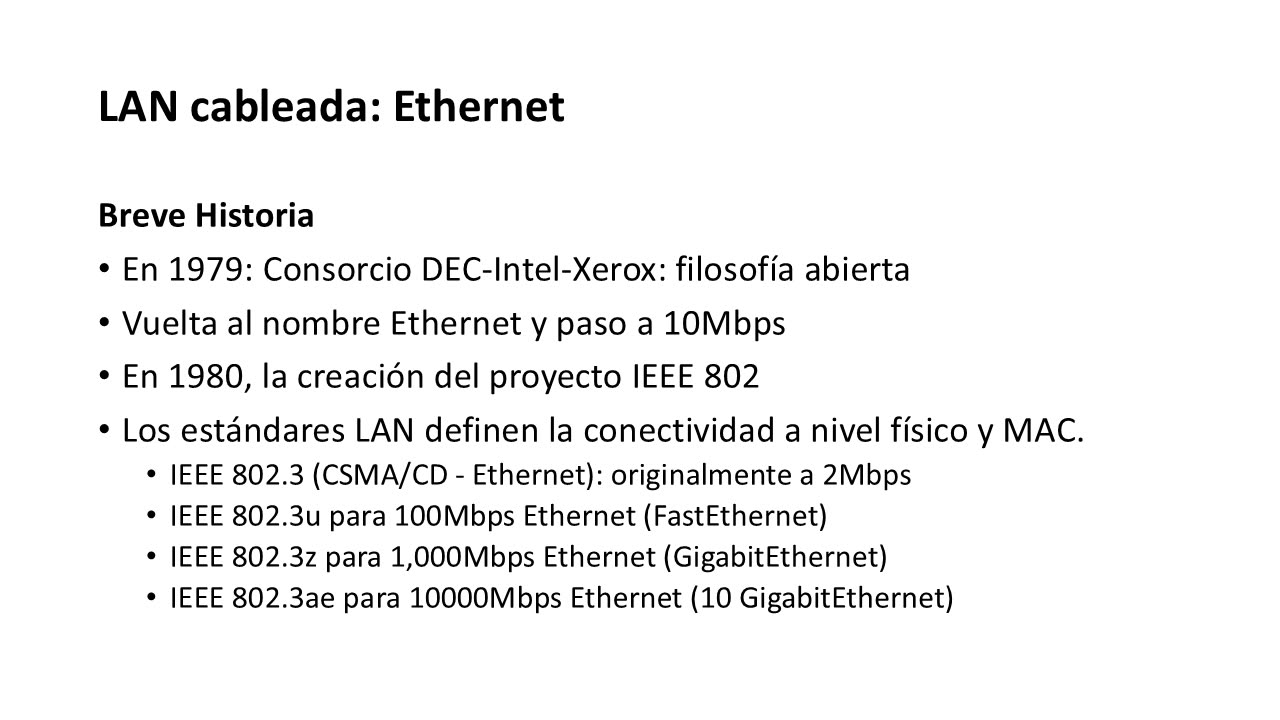 LAN cableada: Ethernet
Breve Historia
• En 1979: Consorcio DEC-Intel-Xerox: filosofía abierta
• Vuelta al nombre Ethernet y paso a 10Mbps
• En 1980, la creación del proyecto IEEE 802
• Los estándares LAN definen la conectividad a nivel físico y MAC.
• IEEE 802.3 (CSMA/CD - Ethernet): originalmente a 2Mbps
• IEEE 802.3u para 100Mbps Ethernet (FastEthernet)
• IEEE 802.3z para 1,000Mbps Ethernet (GigabitEthernet)
• IEEE 802.3ae para 10000Mbps Ethernet (10 GigabitEthernet)